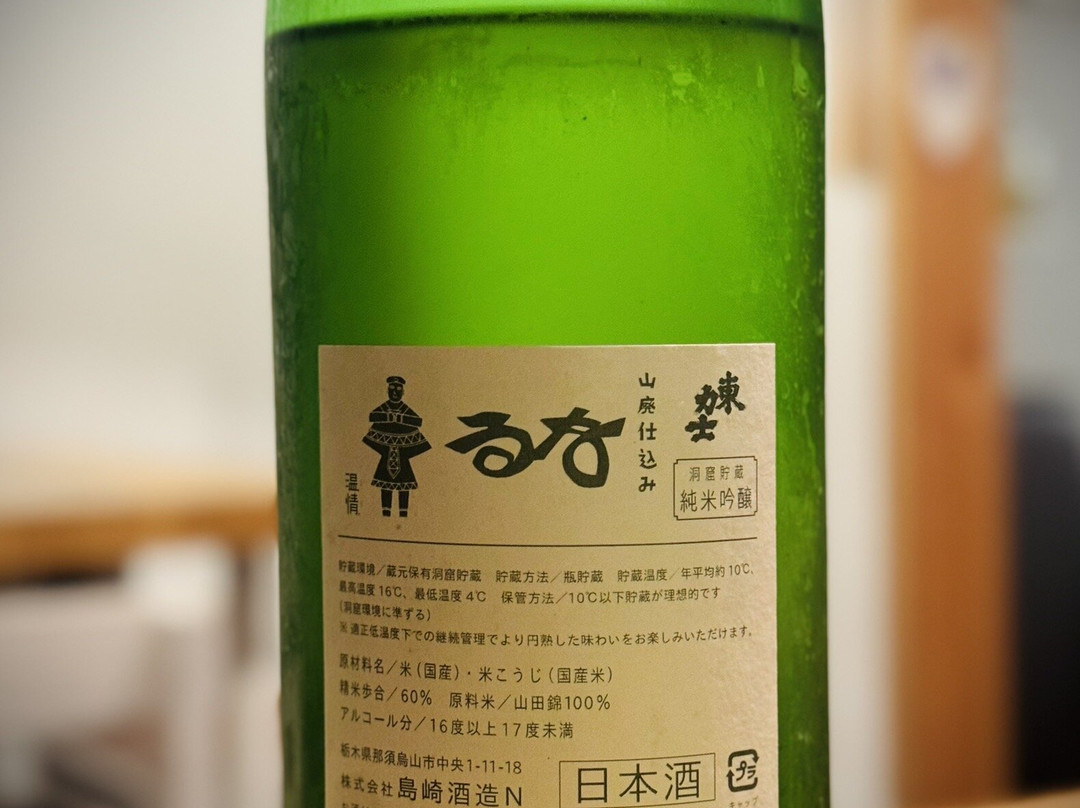 東力士
洞窟貯蔵
純米吟醸
山廃仕込み
なる
温情
貯蔵環境／蔵元保有洞窟貯蔵　貯蔵方法／瓶貯蔵　貯蔵温度／年平均約10℃、
最高温度16℃、最低温度4℃　保管方法／10℃以下貯蔵が理想的です
(洞窟環境に準ずる)
※適正低温度下での継続管理でより円熟した味わいをお楽しみいただけます。
原材料名／米(国産)・米こうじ(国産米)
精米歩合／60%　原料米／山田錦100%
アルコール分／16度以上17度未満
栃木県那須烏山市中央1-11-18
株式会社島崎酒造N
日本酒
プラ
キャップ